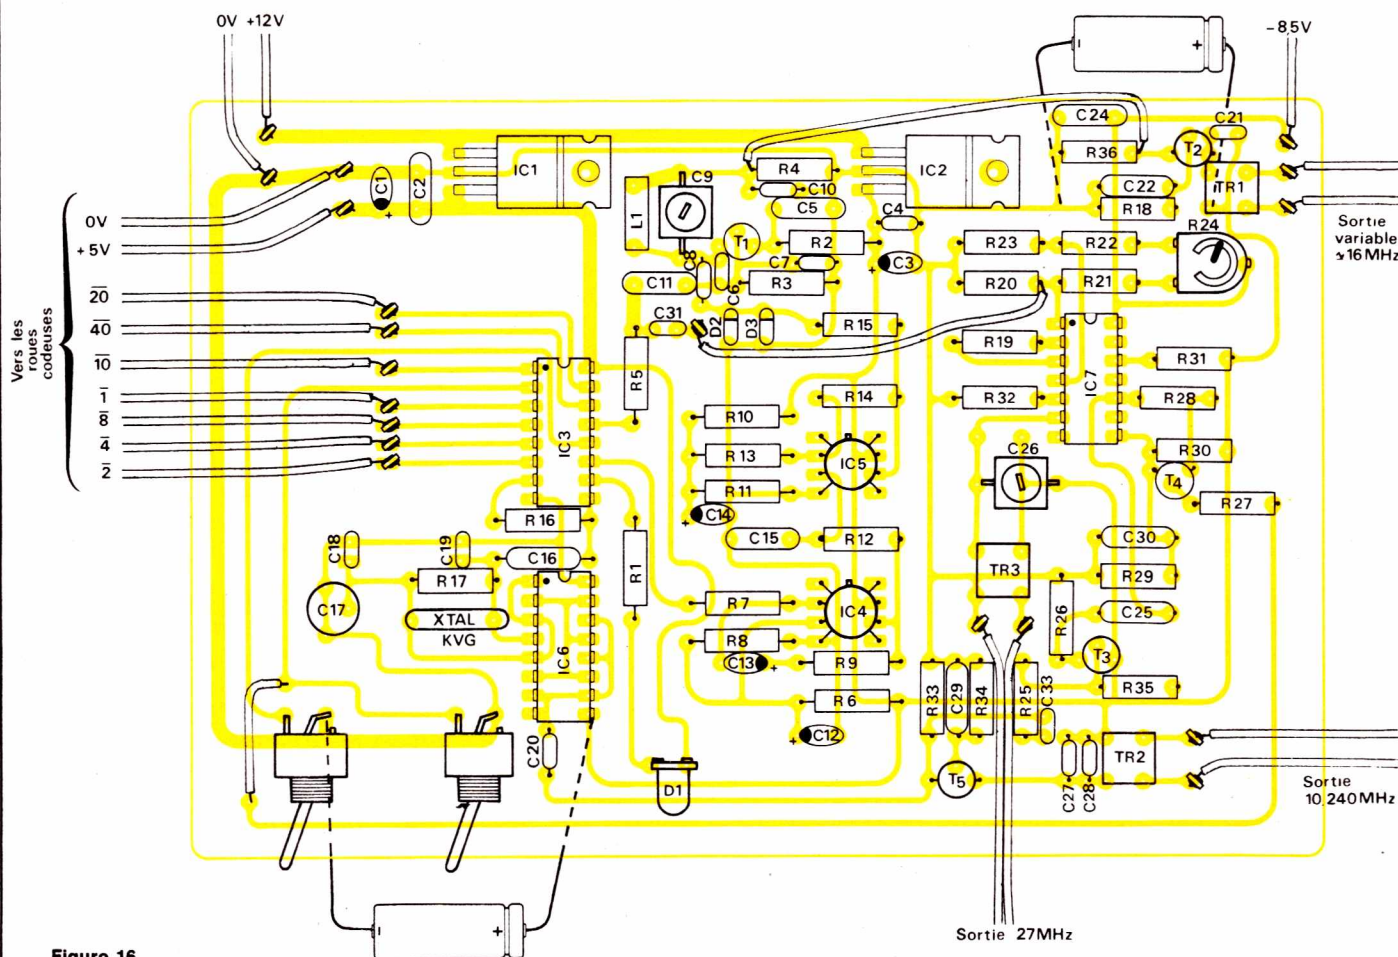 0V +12V
-8,5V
- +
C24
C21
R36
T2
C1
C2
IC1
R4
IC2
C9
C10
C22
TR1
L1
C5
C4
R18
0V
+5V
T1
R2
R23
R22
R24
Sortie
variable
≃16MHz
C8
C6
C7
C3
+
C11
R3
R20
R21
Vers les
roues
codeuses
20
40
10
1
8
4
2
C31
D2
D3
R15
R19
IC7
R31
R5
R14
R32
R28
R10
IC3
R13
IC5
R30
R11
C26
T4
C14
+
R27
R16
C18
C19
C16
C15
R12
C30
R17
R1
TR3
R29
C17
XTAL
KVG
R7
IC4
R26
C25
R8
IC6
C13
+
R9
T3
R6
R33
C29
R34
R25
C33
R35
C12
+
C20
D1
T5
C27
C28
TR2
Sortie
10,240MHz
- +
Sortie 27MHz
Figure 16